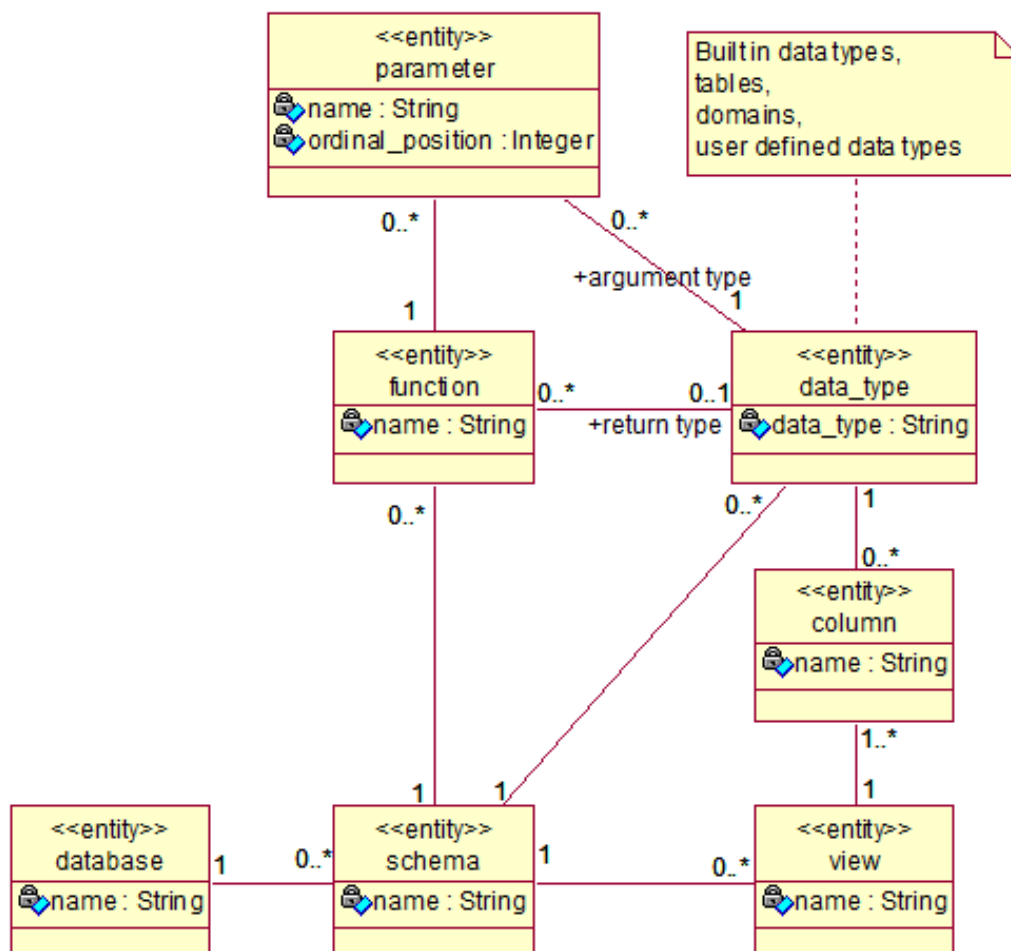 <<entity>>
parameter
name : String
ordinal_position : Integer
Builtin data types,
tables,
domains,
user defined data types
0..*
0..*
+argument type
1
1
<<entity>>
function
name : String
0..*
0..1
+return type
<<entity>>
data_type
data_type : String
0..*
0..*
1
0..*
<<entity>>
column
name : String
1..*
1
1
1
<<entity>>
database
name : String
1
0..*
<<entity>>
schema
name : String
1
0..*
<<entity>>
view
name : String